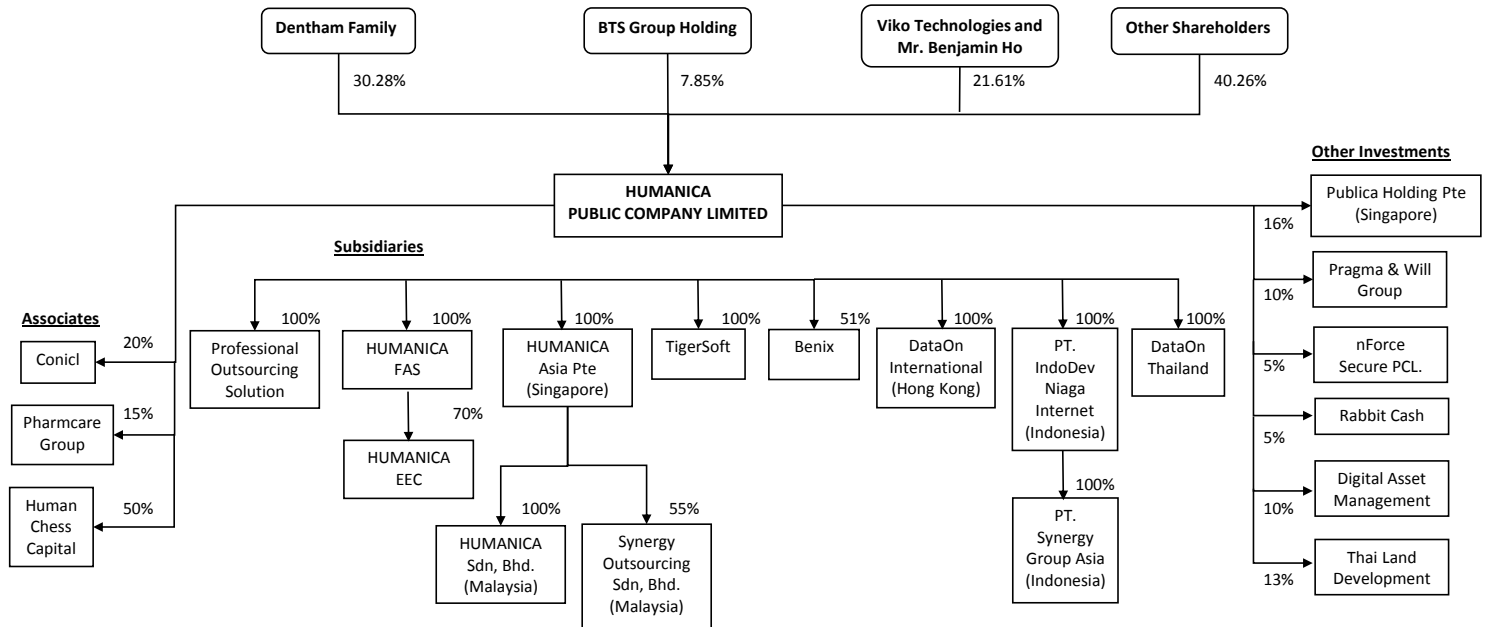 Dentham Family
BTS Group Holding
Viko Technologies and
Mr. Benjamin Ho
Other Shareholders
30.28%
7.85%
21.61%
40.26%
HUMANICA
PUBLIC COMPANY LIMITED
Subsidiaries
100%
Professional
Outsourcing
Solution
100%
HUMANICA
FAS
70%
HUMANICA
EEC
100%
HUMANICA
Asia Pte
(Singapore)
100%
HUMANICA
Sdn, Bhd.
(Malaysia)
55%
Synergy
Outsourcing
Sdn, Bhd.
(Malaysia)
100%
TigerSoft
51%
Benix
100%
DataOn
International
(Hong Kong)
100%
PT.
IndoDev
Niaga
Internet
(Indonesia)
100%
PT.
Synergy
Group Asia
(Indonesia)
100%
DataOn
Thailand
Associates
20%
Conicl
15%
Pharmcare
Group
50%
Human
Chess
Capital
Other Investments
Publica Holding Pte
(Singapore)
16%
Pragma & Will
Group
10%
nForce
Secure PCL.
5%
Rabbit Cash
5%
Digital Asset
Management
10%
Thai Land
Development
13%